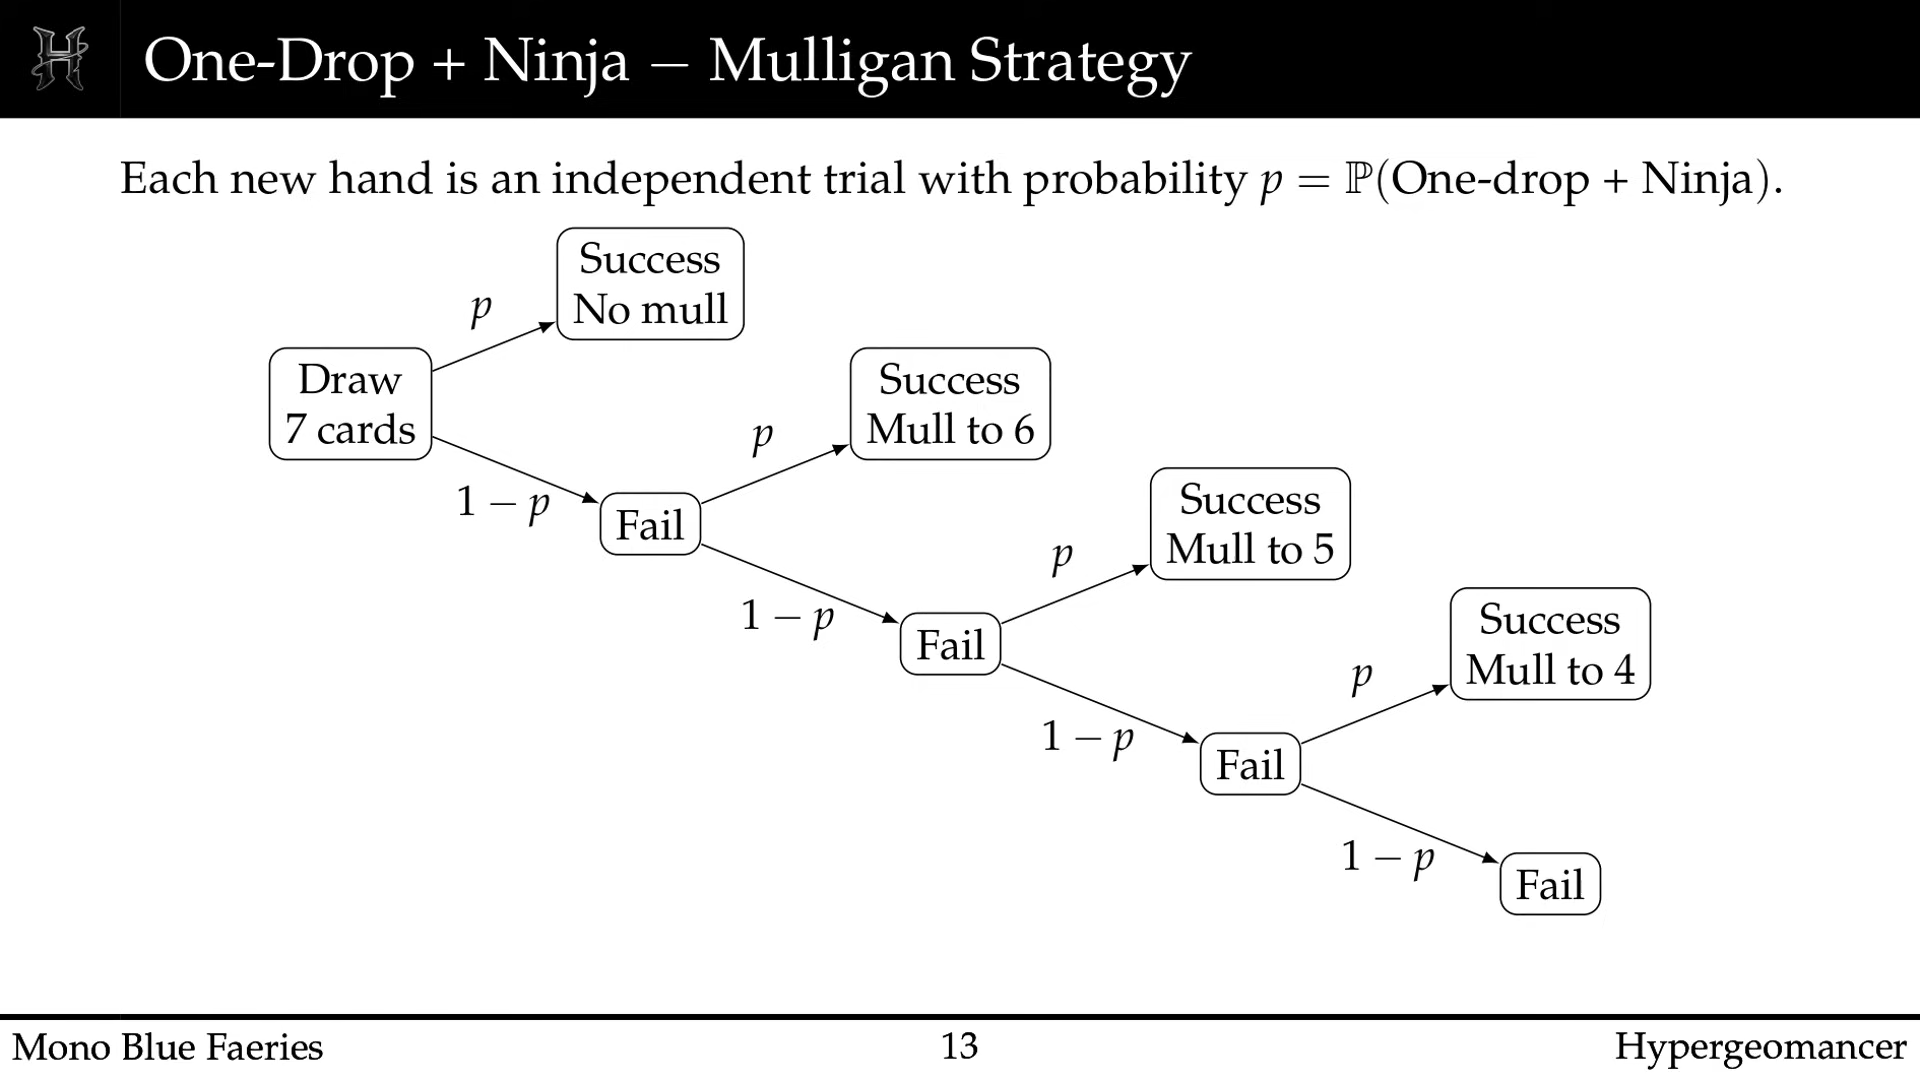 One-Drop + Ninja – Mulligan Strategy
Each new hand is an independent trial with probability p = ℙ(One-drop + Ninja).
Success
No mull
p
Draw
7 cards
Success
Mull to 6
p
1 − p
Fail
Success
Mull to 5
p
1 − p
Fail
Success
Mull to 4
p
1 − p
Fail
1 − p
Fail
Mono Blue Faeries
13
Hypergeomancer